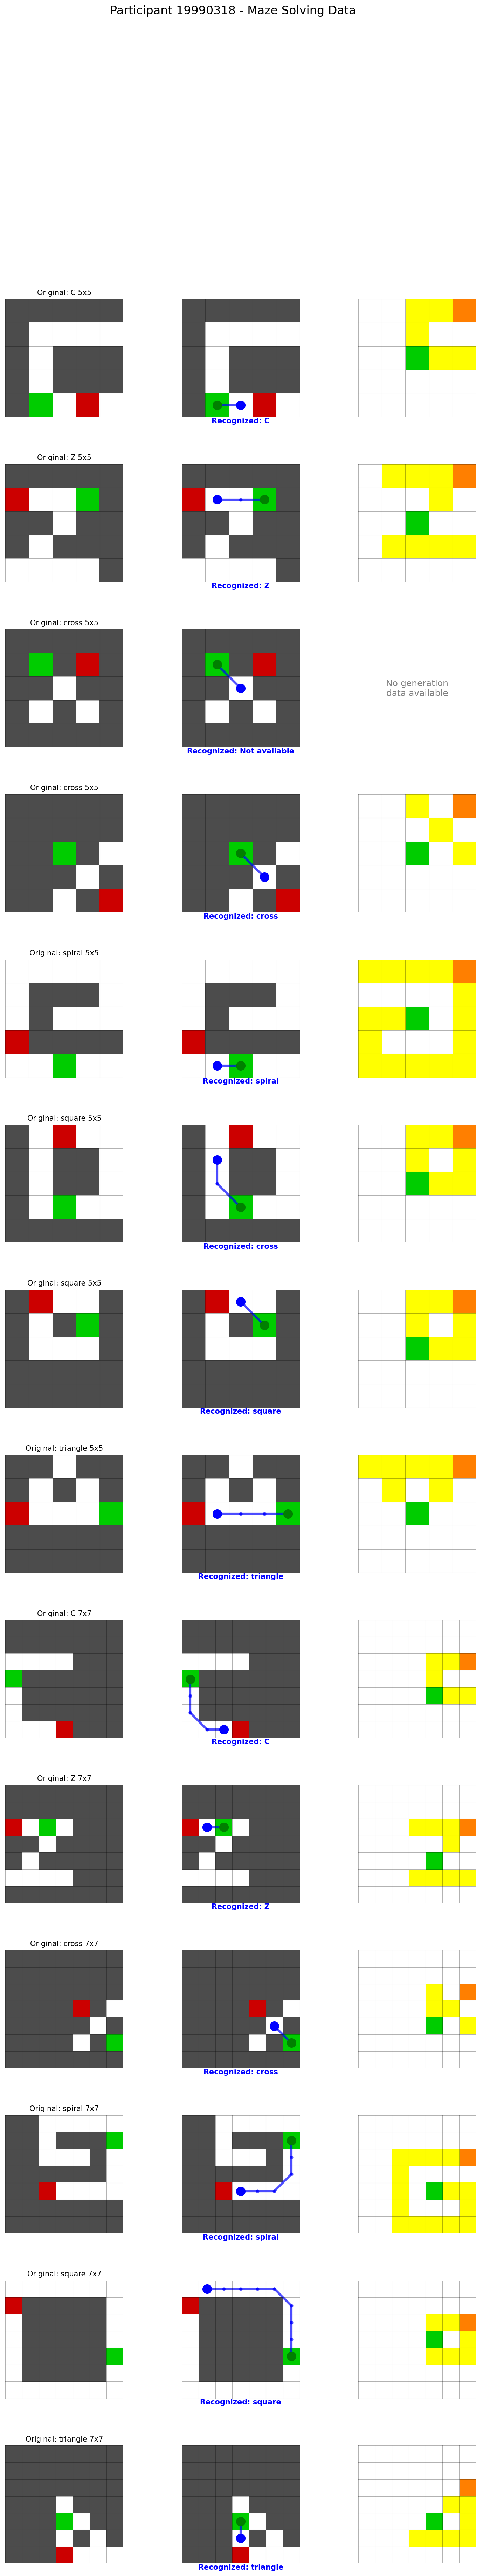 Participant 19990318 - Maze Solving Data
Original: C 5x5
Recognized: C
Original: Z 5x5
Recognized: Z
Original: cross 5x5
No generation
data available
Recognized: Not available
Original: cross 5x5
Recognized: cross
Original: spiral 5x5
Recognized: spiral
Original: square 5x5
Recognized: cross
Original: square 5x5
Recognized: square
Original: triangle 5x5
Recognized: triangle
Original: C 7x7
Recognized: C
Original: Z 7x7
Recognized: Z
Original: cross 7x7
Recognized: cross
Original: spiral 7x7
Recognized: spiral
Original: square 7x7
Recognized: square
Original: triangle 7x7
Recognized: triangle